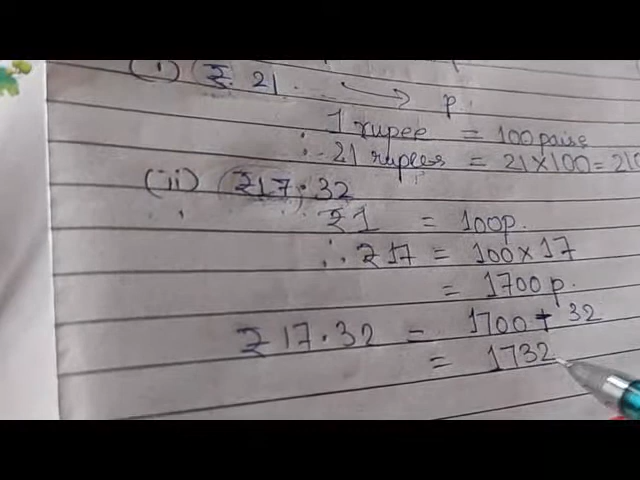 (i) ₹ 21. → p.
1 rupee = 100 paise
∴ 21 rupees = 21×100 = 210
(ii) ₹17.32
∴ ₹1 = 100p.
∴ ₹17 = 100×17
= 1700 p.
₹17.32 = 1700 + 32
= 1732